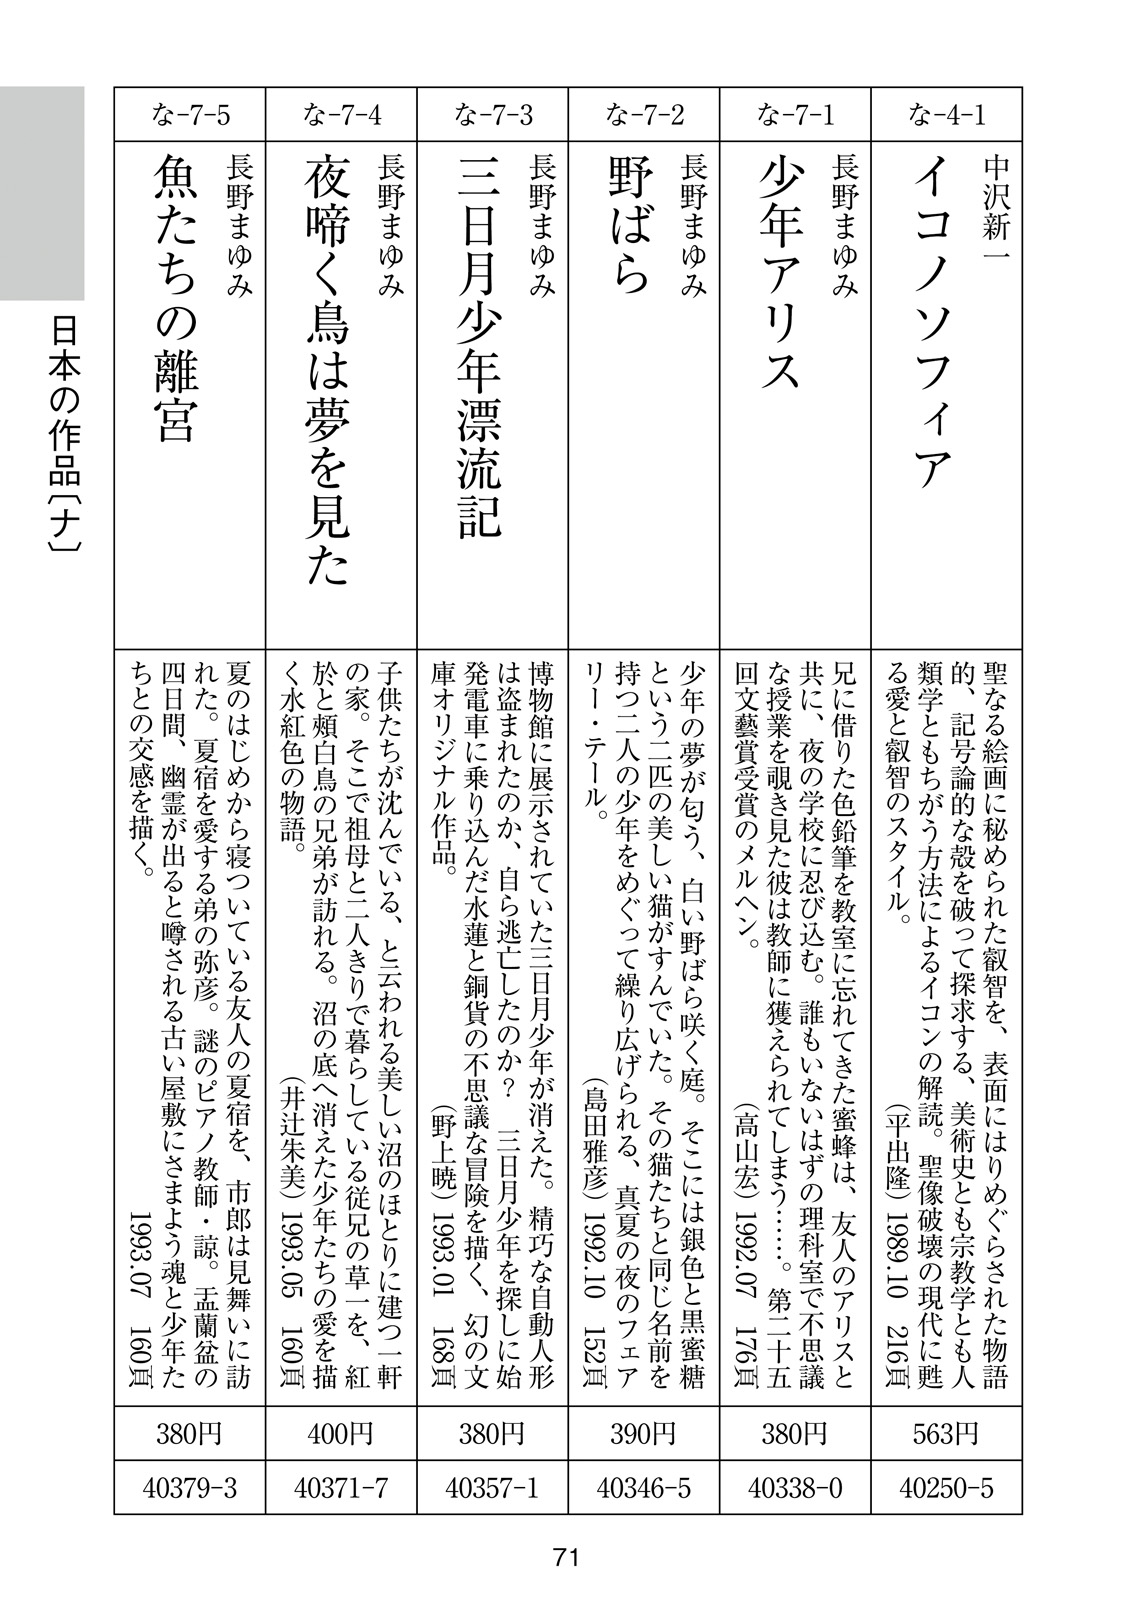 な-4-1
中沢新一
イコノソフィア
聖なる絵画に秘められた叡智を、表面にはりめぐらされた物語
的、記号論的な殻を破って探求する、美術史とも宗教学とも人
類学ともちがう方法によるイコンの解読。聖像破壊の現代に甦
る愛と叡智のスタイル。
(平出隆) 1989.10 216頁
563円
40250-5
な-7-1
長野まゆみ
少年アリス
兄に借りた色鉛筆を教室に忘れてきた蜜蜂は、友人のアリスと
共に、夜の学校に忍び込む。誰もいないはずの理科室で不思議
な授業を覗き見た彼は教師に獲えられてしまう……。第二十五
回文藝賞受賞のメルヘン。
(高山宏) 1992.07 176頁
380円
40338-0
な-7-2
長野まゆみ
野ばら
少年の夢が匂う、白い野ばら咲く庭。そこには銀色と黒蜜糖
という二匹の美しい猫がすんでいた。その猫たちと同じ名前を
持つ二人の少年をめぐって繰り広げられる、真夏の夜のフェア
リー・テール。
(島田雅彦) 1992.10 152頁
390円
40346-5
な-7-3
長野まゆみ
三日月少年漂流記
博物館に展示されていた三日月少年が消えた。精巧な自動人形
は盗まれたのか、自ら逃亡したのか? 三日月少年を探しに始
発電車に乗り込んだ水蓮と銅貨の不思議な冒険を描く、幻の文
庫オリジナル作品。
(野上暁) 1993.01 168頁
380円
40357-1
な-7-4
長野まゆみ
夜啼く鳥は夢を見た
子供たちが沈んでいる、と云われる美しい沼のほとりに建つ一軒
の家。そこで祖母と二人きりで暮らしている従兄の草一を、紅
於と頬白鳥の兄弟が訪れる。沼の底へ消えた少年たちの愛を描
く水紅色の物語。
(井辻朱美) 1993.05 160頁
400円
40371-7
な-7-5
長野まゆみ
魚たちの離宮
夏のはじめから寝ついている友人の夏宿を、市郎は見舞いに訪
れた。夏宿を愛する弟の弥彦。謎のピアノ教師・諒。盂蘭盆の
四日間、幽霊が出ると噂される古い屋敷にさまよう魂と少年た
ちとの交感を描く。
1993.07 160頁
380円
40379-3
日本の作品〔ナ〕
71